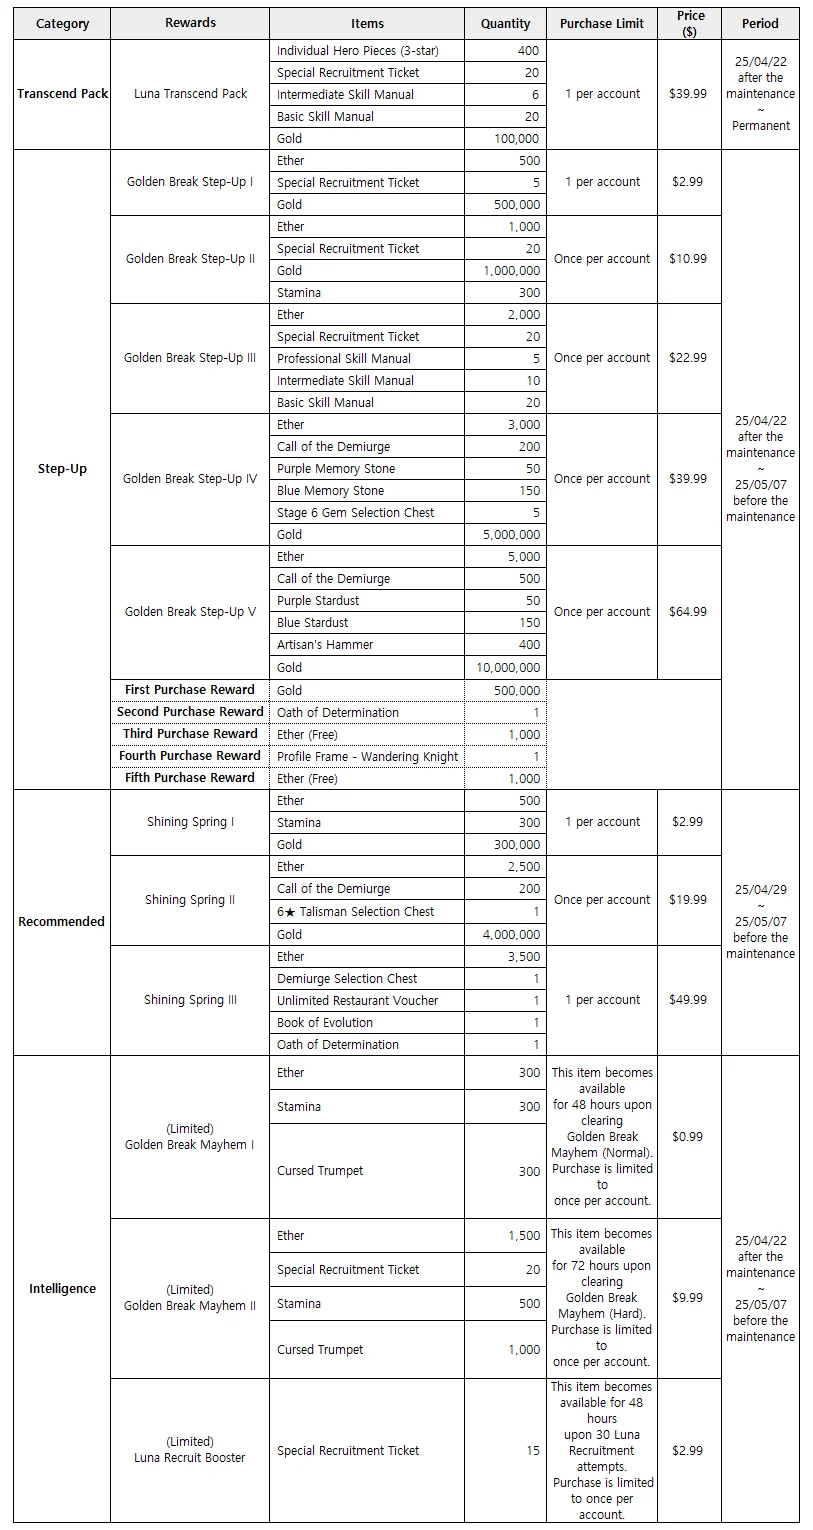 Category Rewards Items Quantity Purchase Limit Price ($) Period
Transcend Pack
Luna Transcend Pack
Individual Hero Pieces (3-star) 400
Special Recruitment Ticket 20
Intermediate Skill Manual 6
Basic Skill Manual 20
Gold 100,000
1 per account
$39.99
25/04/22
after the
maintenance
~
Permanent
Step-Up
Golden Break Step-Up I
Ether 500
Special Recruitment Ticket 5
Gold 500,000
1 per account
$2.99
Golden Break Step-Up II
Ether 1,000
Special Recruitment Ticket 20
Gold 1,000,000
Stamina 300
Once per account
$10.99
Golden Break Step-Up III
Ether 2,000
Special Recruitment Ticket 20
Professional Skill Manual 5
Intermediate Skill Manual 10
Basic Skill Manual 20
Once per account
$22.99
Golden Break Step-Up IV
Ether 3,000
Call of the Demiurge 200
Purple Memory Stone 50
Blue Memory Stone 150
Stage 6 Gem Selection Chest 5
Gold 5,000,000
Once per account
$39.99
Golden Break Step-Up V
Ether 5,000
Call of the Demiurge 500
Purple Stardust 50
Blue Stardust 150
Artisan's Hammer 400
Gold 10,000,000
Once per account
$64.99
First Purchase Reward Gold 500,000
Second Purchase Reward Oath of Determination 1
Third Purchase Reward Ether (Free) 1,000
Fourth Purchase Reward Profile Frame - Wandering Knight 1
Fifth Purchase Reward Ether (Free) 1,000
25/04/22
after the
maintenance
~
25/05/07
before the
maintenance
Recommended
Shining Spring I
Ether 500
Stamina 300
Gold 300,000
1 per account
$2.99
Shining Spring II
Ether 2,500
Call of the Demiurge 200
6★ Talisman Selection Chest 1
Gold 4,000,000
Once per account
$19.99
Shining Spring III
Ether 3,500
Demiurge Selection Chest 1
Unlimited Restaurant Voucher 1
Book of Evolution 1
Oath of Determination 1
1 per account
$49.99
25/04/29
~
25/05/07
before the
maintenance
Intelligence
(Limited)
Golden Break Mayhem I
Ether 300
Stamina 300
Cursed Trumpet 300
This item becomes
available
for 48 hours upon
clearing
Golden Break
Mayhem (Normal).
Purchase is limited
to
once per account.
$0.99
(Limited)
Golden Break Mayhem II
Ether 1,500
Special Recruitment Ticket 20
Stamina 500
Cursed Trumpet 1,000
This item becomes
available
for 72 hours upon
clearing
Golden Break
Mayhem (Hard).
Purchase is limited
to
once per account.
$9.99
(Limited)
Luna Recruit Booster
Special Recruitment Ticket 15
This item becomes
available for 48
hours
upon 30 Luna
Recruitment
attempts.
Purchase is limited
to once per
account.
$2.99
25/04/22
after the
maintenance
~
25/05/07
before the
maintenance